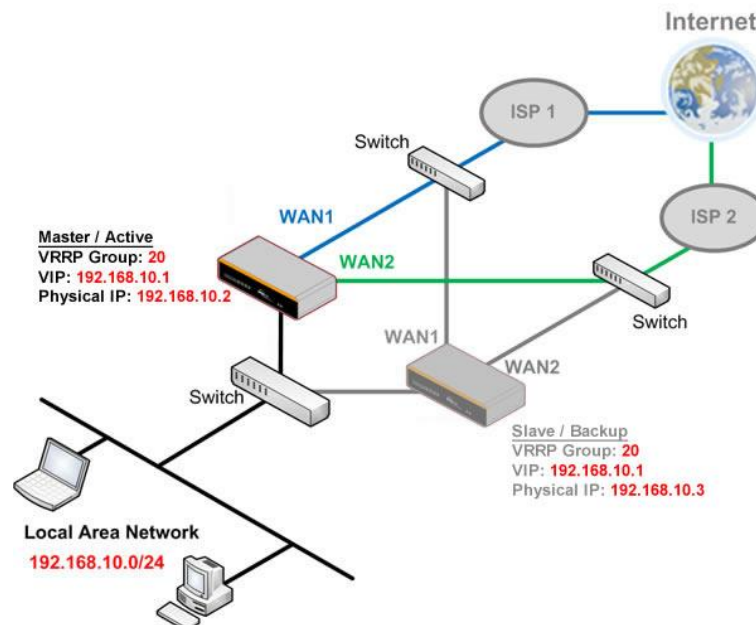 Internet
ISP 1
Switch
WAN1
Master / Active
VRRP Group: 20
VIP: 192.168.10.1
Physical IP: 192.168.10.2
WAN2
ISP 2
Switch
WAN1
WAN2
Switch
Slave / Backup
VRRP Group: 20
VIP: 192.168.10.1
Physical IP: 192.168.10.3
Local Area Network
192.168.10.0/24